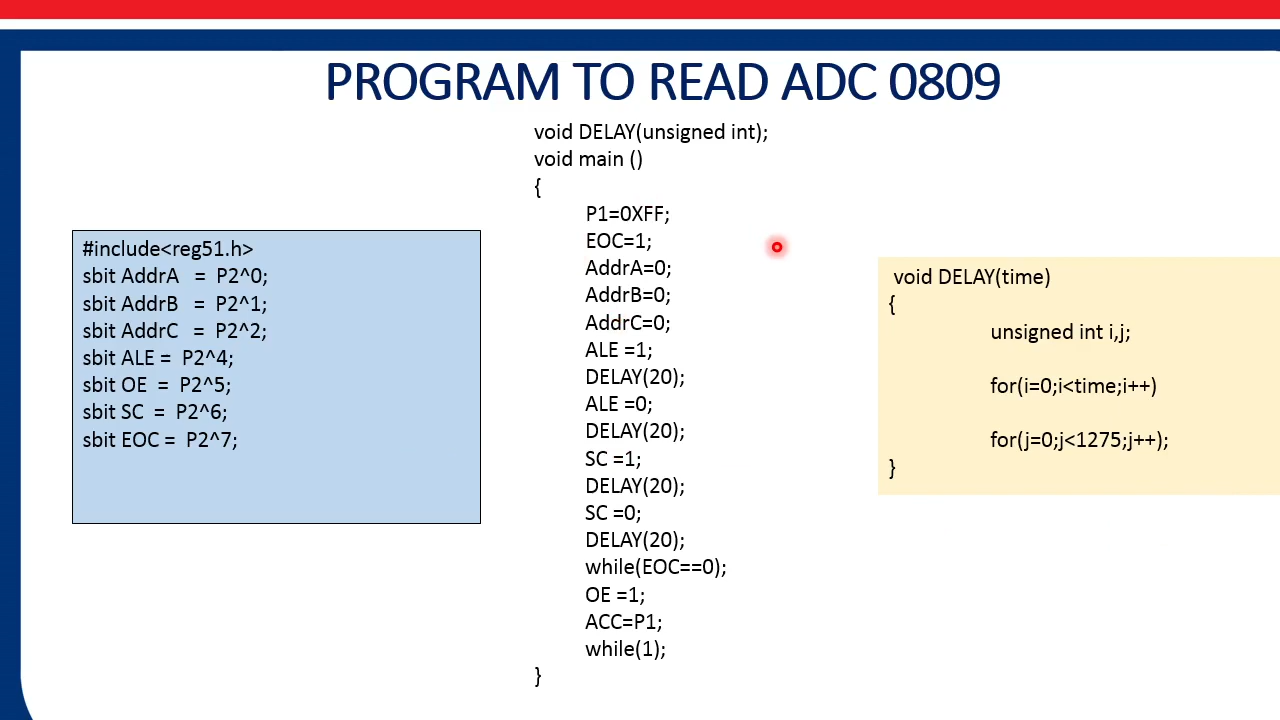 PROGRAM TO READ ADC 0809
#include<reg51.h>
sbit AddrA = P2^0;
sbit AddrB = P2^1;
sbit AddrC = P2^2;
sbit ALE = P2^4;
sbit OE = P2^5;
sbit SC = P2^6;
sbit EOC = P2^7;
void DELAY(unsigned int);
void main ()
{
P1=0XFF;
EOC=1;
AddrA=0;
AddrB=0;
AddrC=0;
ALE =1;
DELAY(20);
ALE =0;
DELAY(20);
SC =1;
DELAY(20);
SC =0;
DELAY(20);
while(EOC==0);
OE =1;
ACC=P1;
while(1);
}
void DELAY(time)
{
unsigned int i,j;
for(i=0;i<time;i++)
for(j=0;j<1275;j++);
}